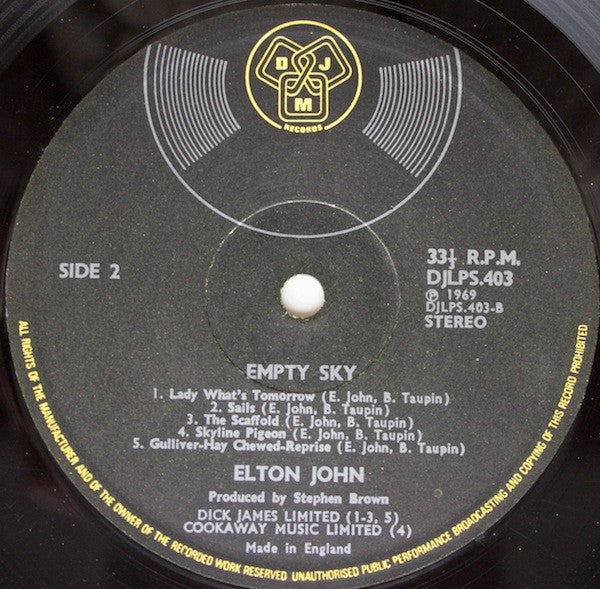 D J
M
RECORDS
SIDE 2
33⅓ R.P.M.
DJLPS.403
℗ 1969
DJLPS.403-B
STEREO
EMPTY SKY
1. Lady What's Tomorrow (E. John, B. Taupin)
2. Sails (E. John, B. Taupin)
3. The Scaffold (E. John, B. Taupin)
4. Skyline Pigeon (E. John, B. Taupin)
5. Gulliver-Hay Chewed-Reprise (E. John, B. Taupin)
ELTON JOHN
Produced by Stephen Brown
DICK JAMES LIMITED (1-3, 5)
COOKAWAY MUSIC LIMITED (4)
Made in England
ALL RIGHTS OF THE MANUFACTURER AND OF THE OWNER OF THE RECORDED WORK RESERVED UNAUTHORISED PUBLIC PERFORMANCE BROADCASTING AND COPYING OF THIS RECORD PROHIBITED